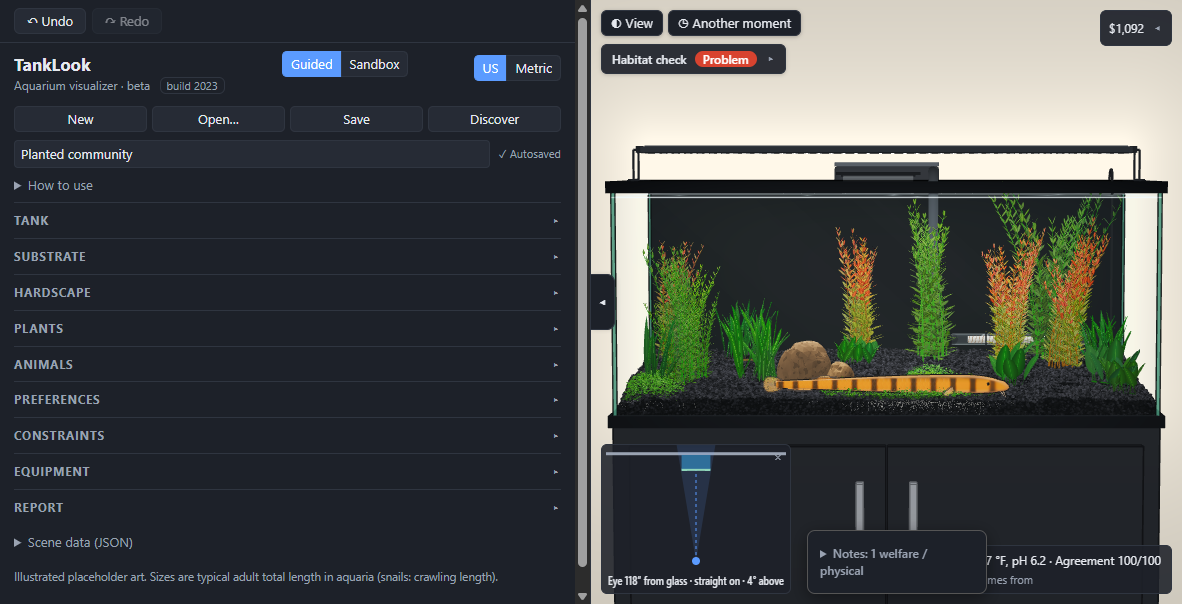 Undo
Redo
TankLook
Aquarium visualizer · beta
build 2023
Guided
Sandbox
US
Metric
New
Open...
Save
Discover
Planted community
✓ Autosaved
How to use
TANK
SUBSTRATE
HARDSCAPE
PLANTS
ANIMALS
PREFERENCES
CONSTRAINTS
EQUIPMENT
REPORT
Scene data (JSON)
Illustrated placeholder art. Sizes are typical adult total length in aquaria (snails: crawling length).
View
Another moment
$1,092
Habitat check
Problem
Eye 118" from glass · straight on · 4° above
Notes: 1 welfare /
physical
7 °F, pH 6.2 · Agreement 100/100
mes from